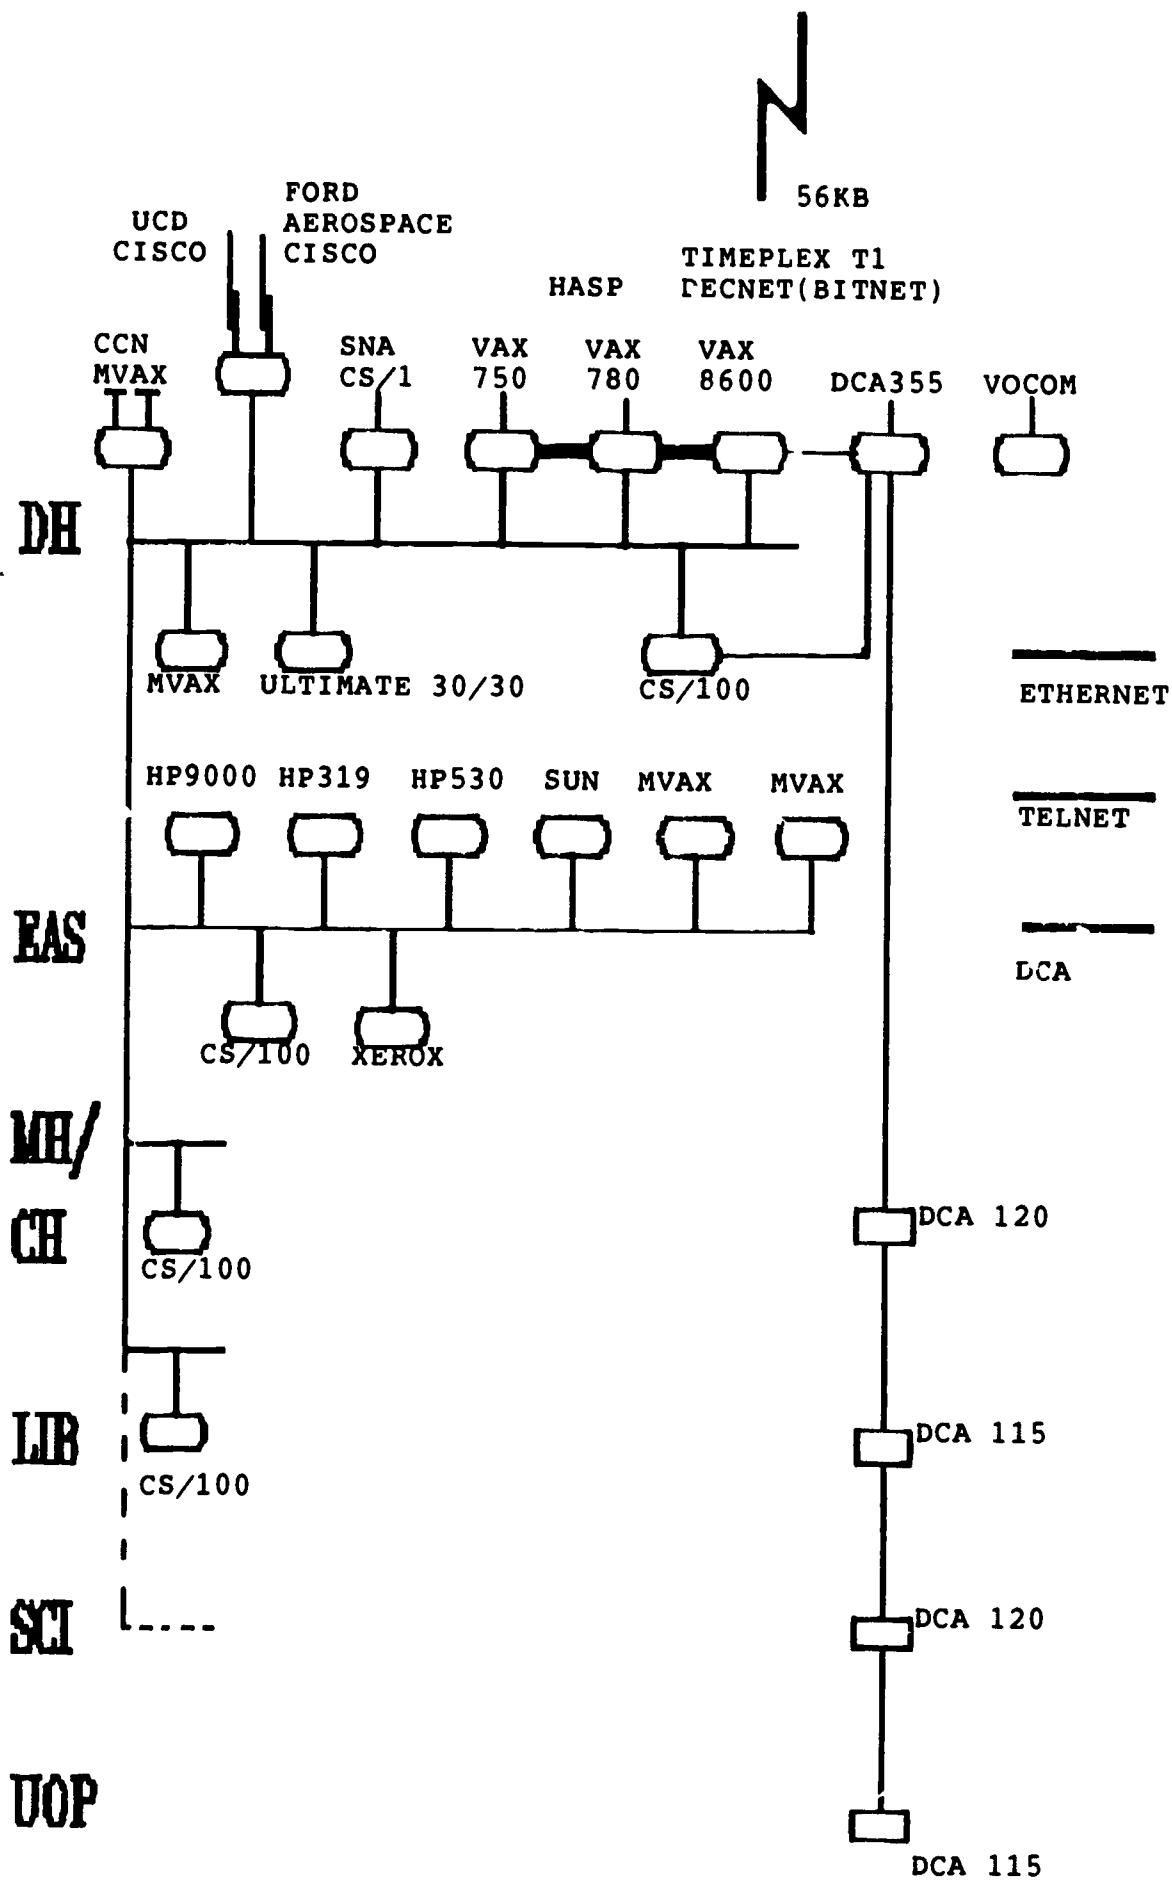 56KB
UCD
CISCO
FORD
AEROSPACE
CISCO
HASP
TIMEPLEX T1
DECNET(BITNET)
CCN
MVAX
SNA
CS/1
VAX
750
VAX
780
VAX
8600
DCA355
VOCOM
DH
MVAX
ULTIMATE 30/30
CS/100
ETHERNET
HP9000
HP319
HP530
SUN
MVAX
MVAX
TELNET
EAS
DCA
CS/100
XEROX
MH/
CH
CS/100
DCA 120
LIB
CS/100
DCA 115
SCI
DCA 120
UOP
DCA 115